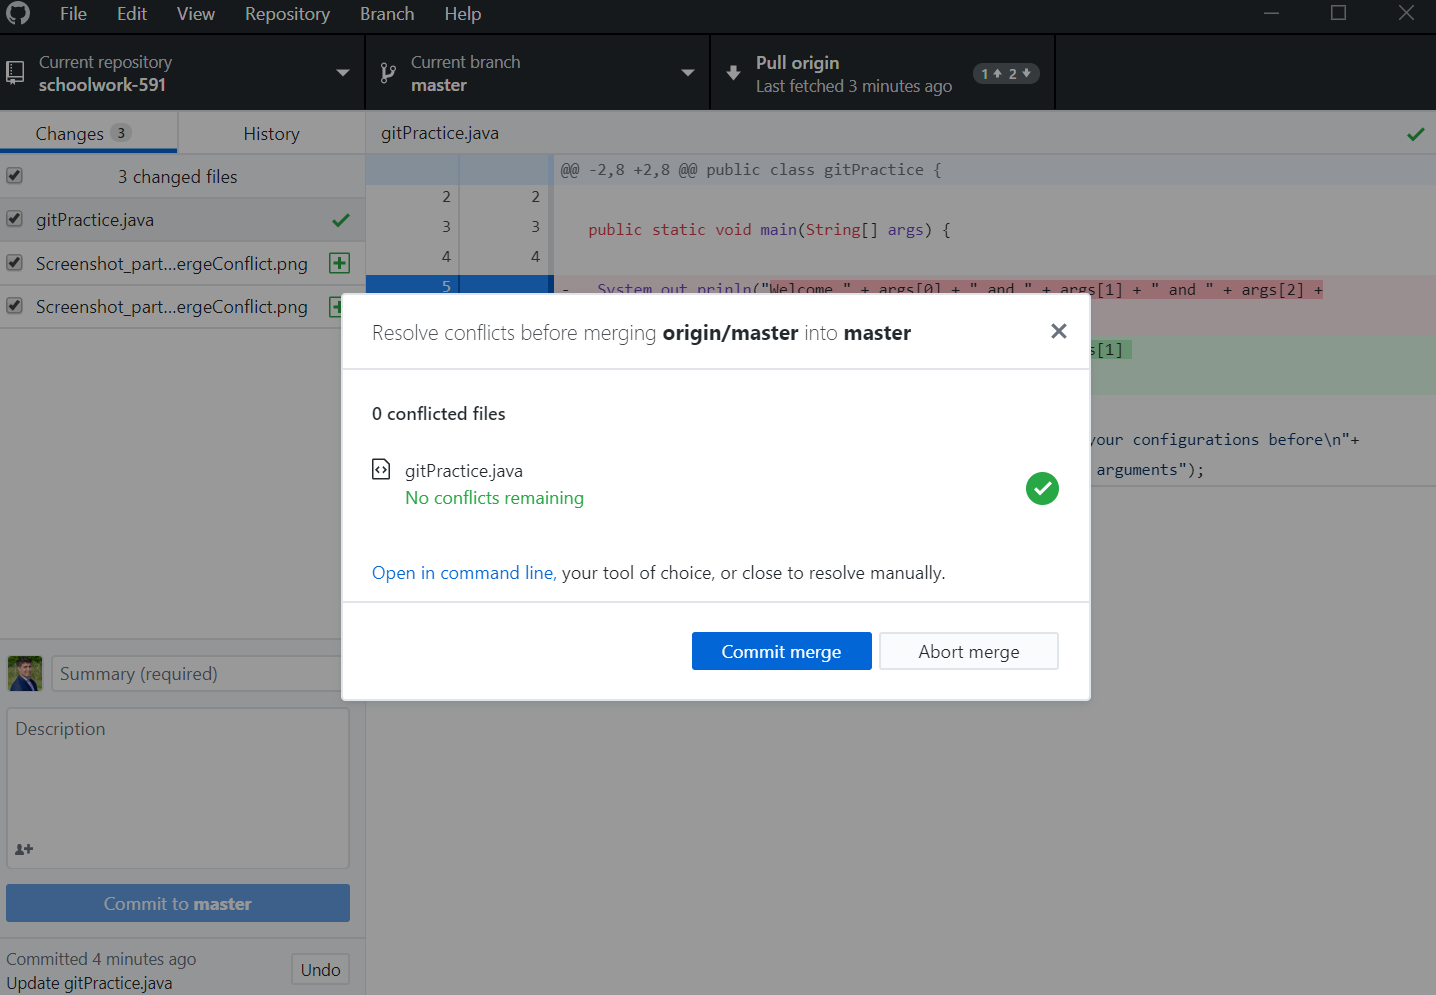 File Edit View Repository Branch Help
Current repository
schoolwork-591
Current branch
master
Pull origin
Last fetched 3 minutes ago
1 2
Changes 3
History
gitPractice.java
3 changed files
gitPractice.java
Screenshot_part...ergeConflict.png
Screenshot_part...ergeConflict.png
@@ -2,8 +2,8 @@ public class gitPractice {
2 2
3 3 public static void main(String[] args) {
4 4
5 - System.out.prinln("Welcome " + args[0] + " and " + args[1] + " and " + args[2] +
s[1]
your configurations before\n"+
arguments");
Resolve conflicts before merging origin/master into master
0 conflicted files
gitPractice.java
No conflicts remaining
Open in command line, your tool of choice, or close to resolve manually.
Commit merge
Abort merge
Summary (required)
Description
Commit to master
Committed 4 minutes ago
Update gitPractice.java
Undo